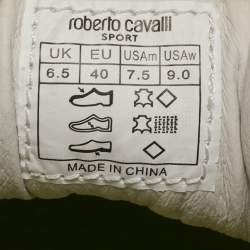 roberto cavalli
SPORT
UK EU USAm USAw
6.5 40 7.5 9.0
MADE IN CHINA